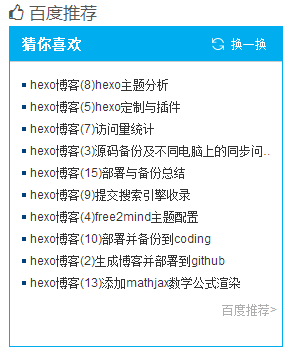 百度推荐
猜你喜欢 换一换
hexo博客(8)hexo主题分析
hexo博客(5)hexo定制与插件
hexo博客(7)访问量统计
hexo博客(3)源码备份及不同电脑上的同步问...
hexo博客(15)部署与备份总结
hexo博客(9)提交搜索引擎收录
hexo博客(4)free2mind主题配置
hexo博客(10)部署并备份到coding
hexo博客(2)生成博客并部署到github
hexo博客(13)添加mathjax数学公式渲染
百度推荐>